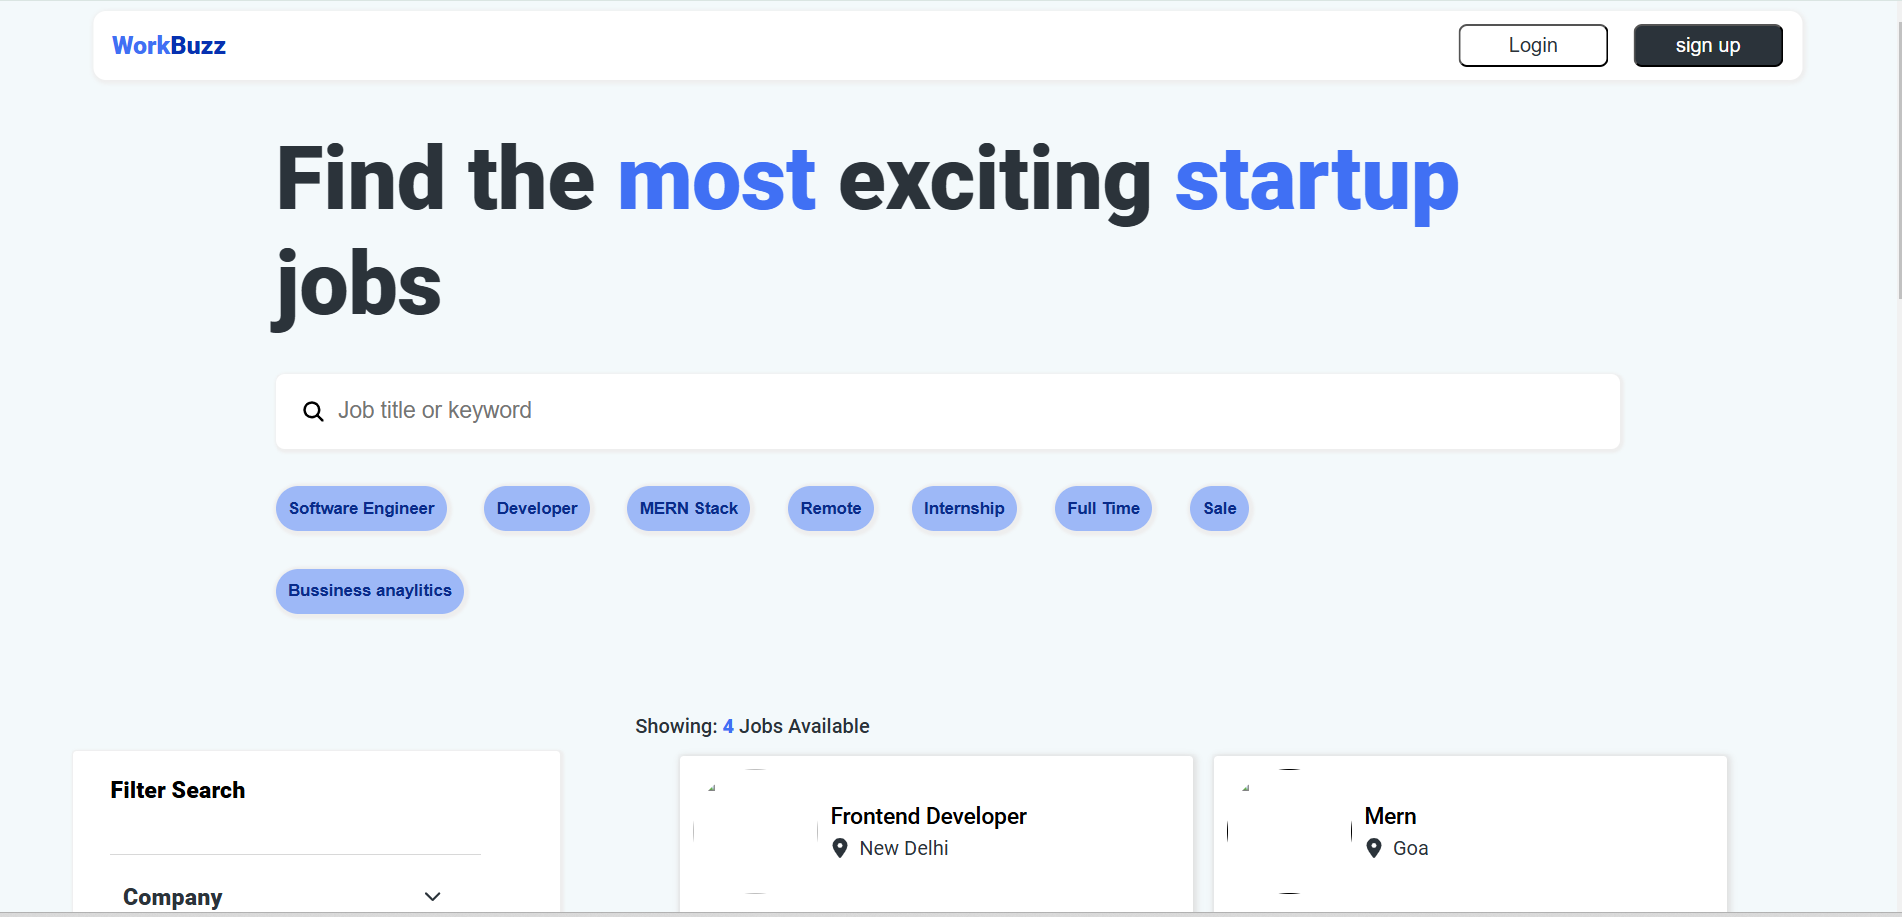 WorkBuzz
Login
sign up
Find the most exciting startup
jobs
Job title or keyword
Software Engineer
Developer
MERN Stack
Remote
Internship
Full Time
Sale
Bussiness anaylitics
Showing: 4 Jobs Available
Filter Search
Company
Frontend Developer
New Delhi
Mern
Goa